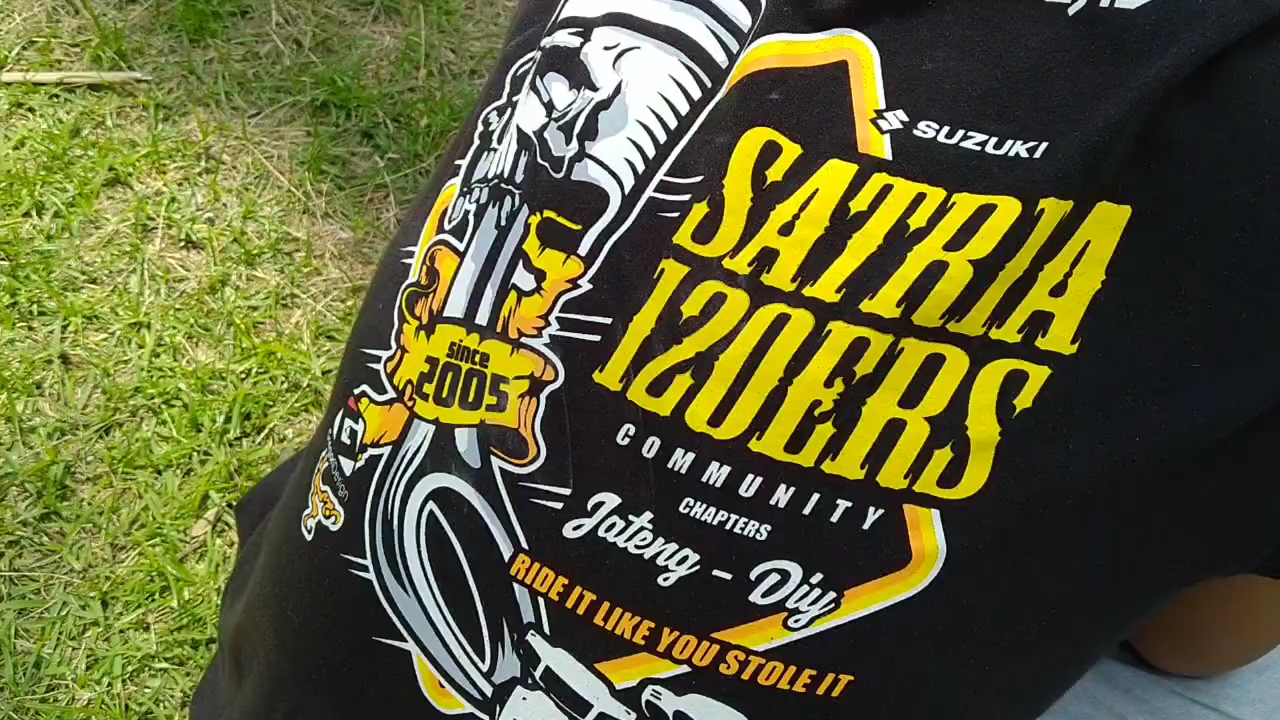 SUZUKI
SATRIA
120ERS
COMMUNITY
CHAPTERS
Jateng - Diy
RIDE IT LIKE YOU STOLE IT
since
2005